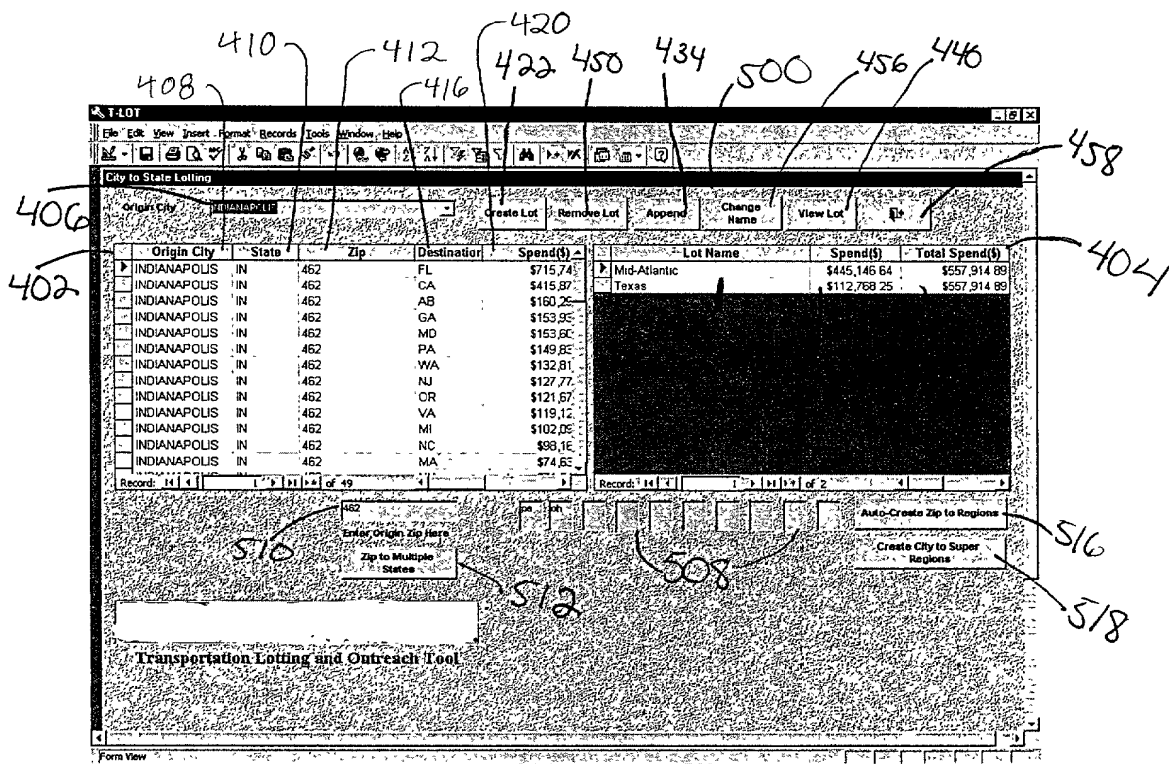 420
410
412
422 450 434
456 440
408
416
500
T-LOT
File Edit View Insert Format Records Tools Window Help
458
City to State Lotting
406
Origin City INDIANAPOLIS Create Lot Remove Lot Append Change Name View Lot
402
404
Origin City State Zip Destination Spend($)
INDIANAPOLIS IN 462 FL $715,74
INDIANAPOLIS IN 462 CA $415,87
INDIANAPOLIS IN 462 AB $160,25
INDIANAPOLIS IN 462 GA $153,93
INDIANAPOLIS IN 462 MD $153,60
INDIANAPOLIS IN 462 PA $149,83
INDIANAPOLIS IN 462 WA $132,81
INDIANAPOLIS IN 462 NJ $127,77
INDIANAPOLIS IN 462 OR $121,67
INDIANAPOLIS IN 462 VA $119,12
INDIANAPOLIS IN 462 MI $102,09
INDIANAPOLIS IN 462 NC $98,16
INDIANAPOLIS IN 462 MA $74,63
Record: 1 of 49
Lot Name Spend($) Total Spend($)
Mid-Atlantic $445,146 64 $557,914 89
Texas $112,768 25 $557,914 89
Record: 1 of 2
462
Enter Origin Zip Here
Zip to Multiple States
510
512
pa oh
508
Auto-Create Zip to Regions
516
Create City to Super Regions
518
Transportation Lotting and Outreach Tool
Form View